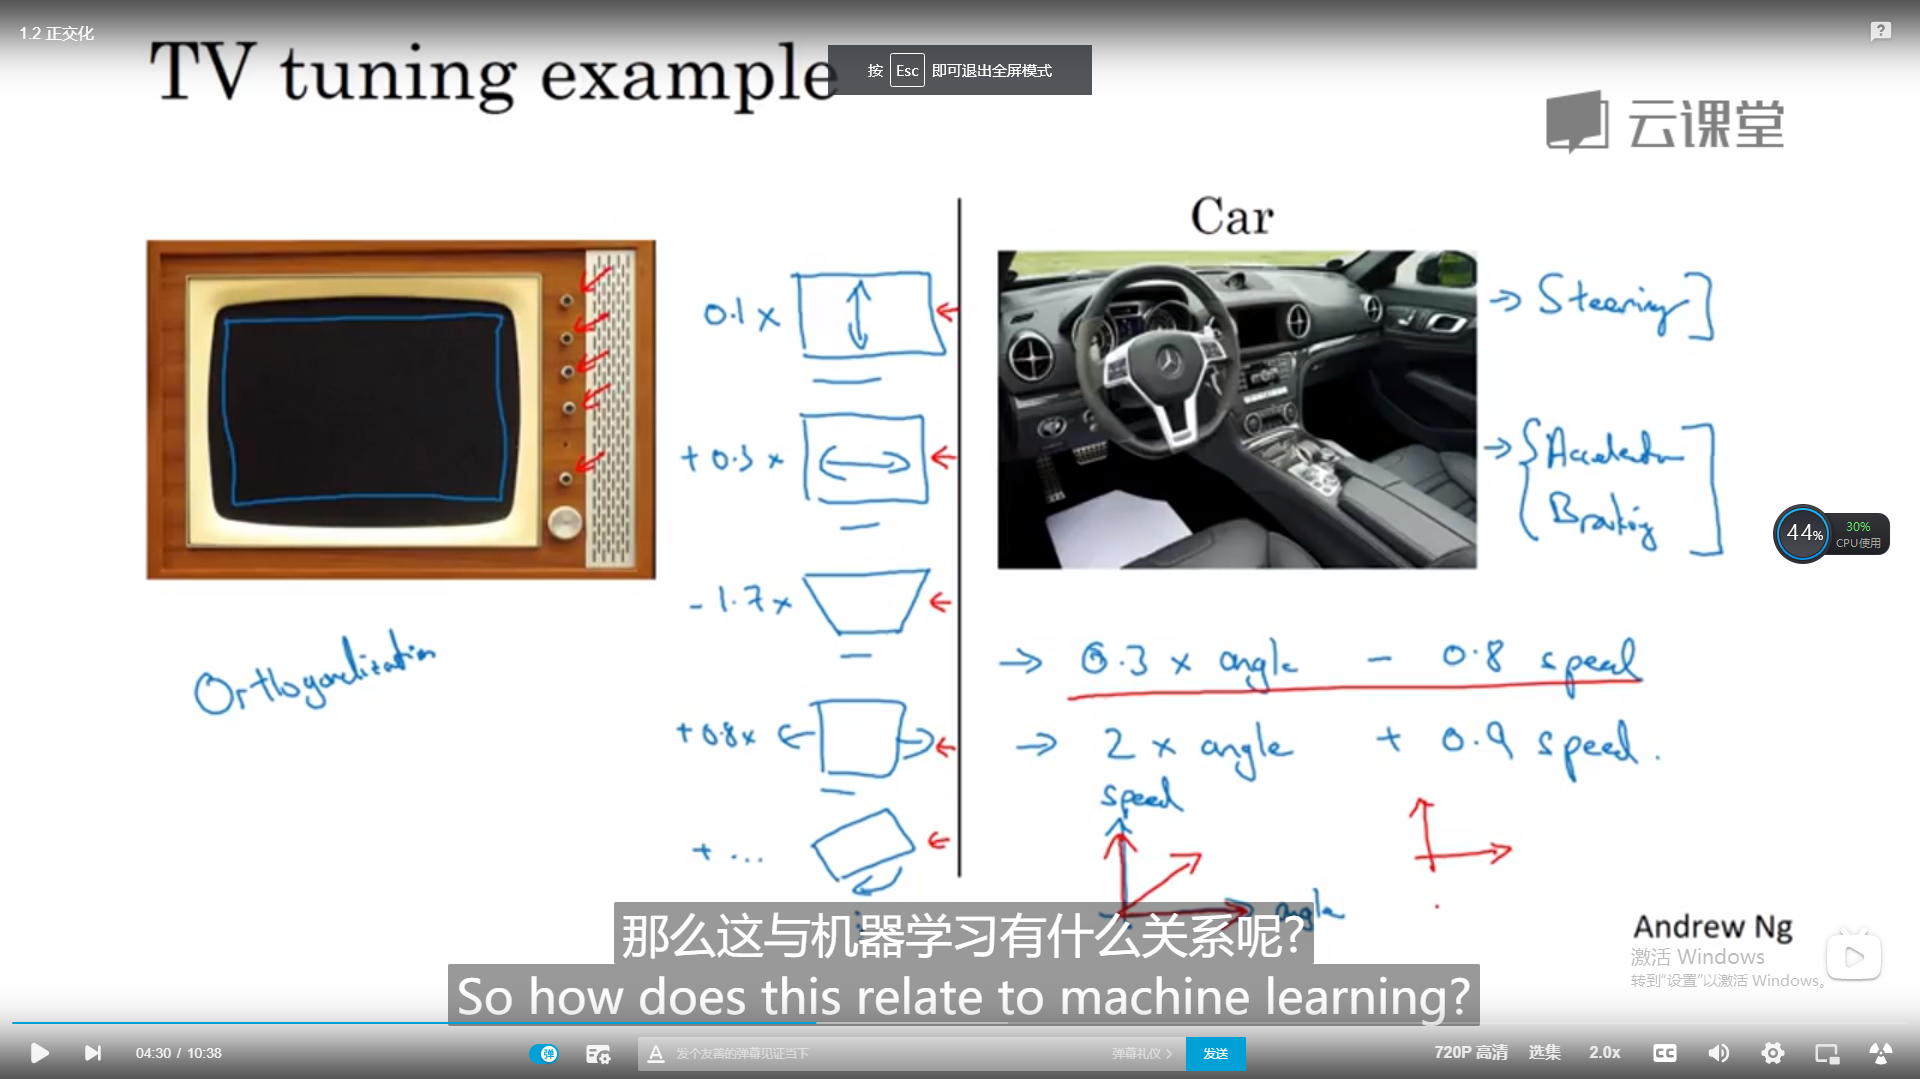 1.2 正交化
TV tuning example
按 Esc 即可退出全屏模式
云课堂
Car
0.1 x
+ 0.3 x
- 1.7 x
+ 0.8 x
+ ...
Orthogonalization
→ Steering
→ Acceleration
Braking
→ 0.3 x angle - 0.8 speed
→ 2 x angle + 0.9 speed.
speed
angle
44%
30%
CPU使用
那么这与机器学习有什么关系呢?
So how does this relate to machine learning?
Andrew Ng
激活 Windows
转到“设置”以激活 Windows。
04:30 / 10:38
弹
A 发个友善的弹幕见证当下
弹幕礼仪 >
发送
720P 高清
选集
2.0x
CC